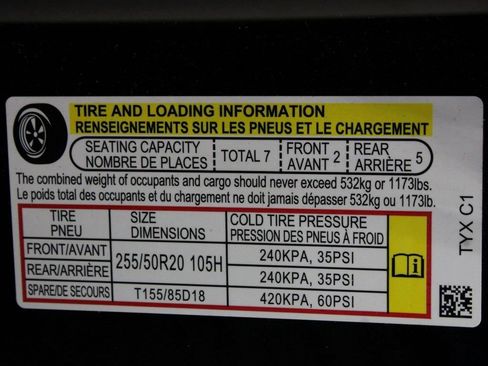 TIRE AND LOADING INFORMATION
RENSEIGNEMENTS SUR LES PNEUS ET LE CHARGEMENT
SEATING CAPACITY
NOMBRE DE PLACES
TOTAL 7
FRONT
AVANT 2
REAR
ARRIÈRE 5
The combined weight of occupants and cargo should never exceed 532kg or 1173lbs.
Le poids total des occupants et du chargement ne doit jamais dépasser 532kg ou 1173lbs.
TIRE
PNEU
SIZE
DIMENSIONS
COLD TIRE PRESSURE
PRESSION DES PNEUS À FROID
FRONT/AVANT
255/50R20 105H
240KPA, 35PSI
REAR/ARRIÈRE
240KPA, 35PSI
SPARE/DE SECOURS
T155/85D18
420KPA, 60PSI
TYX C1